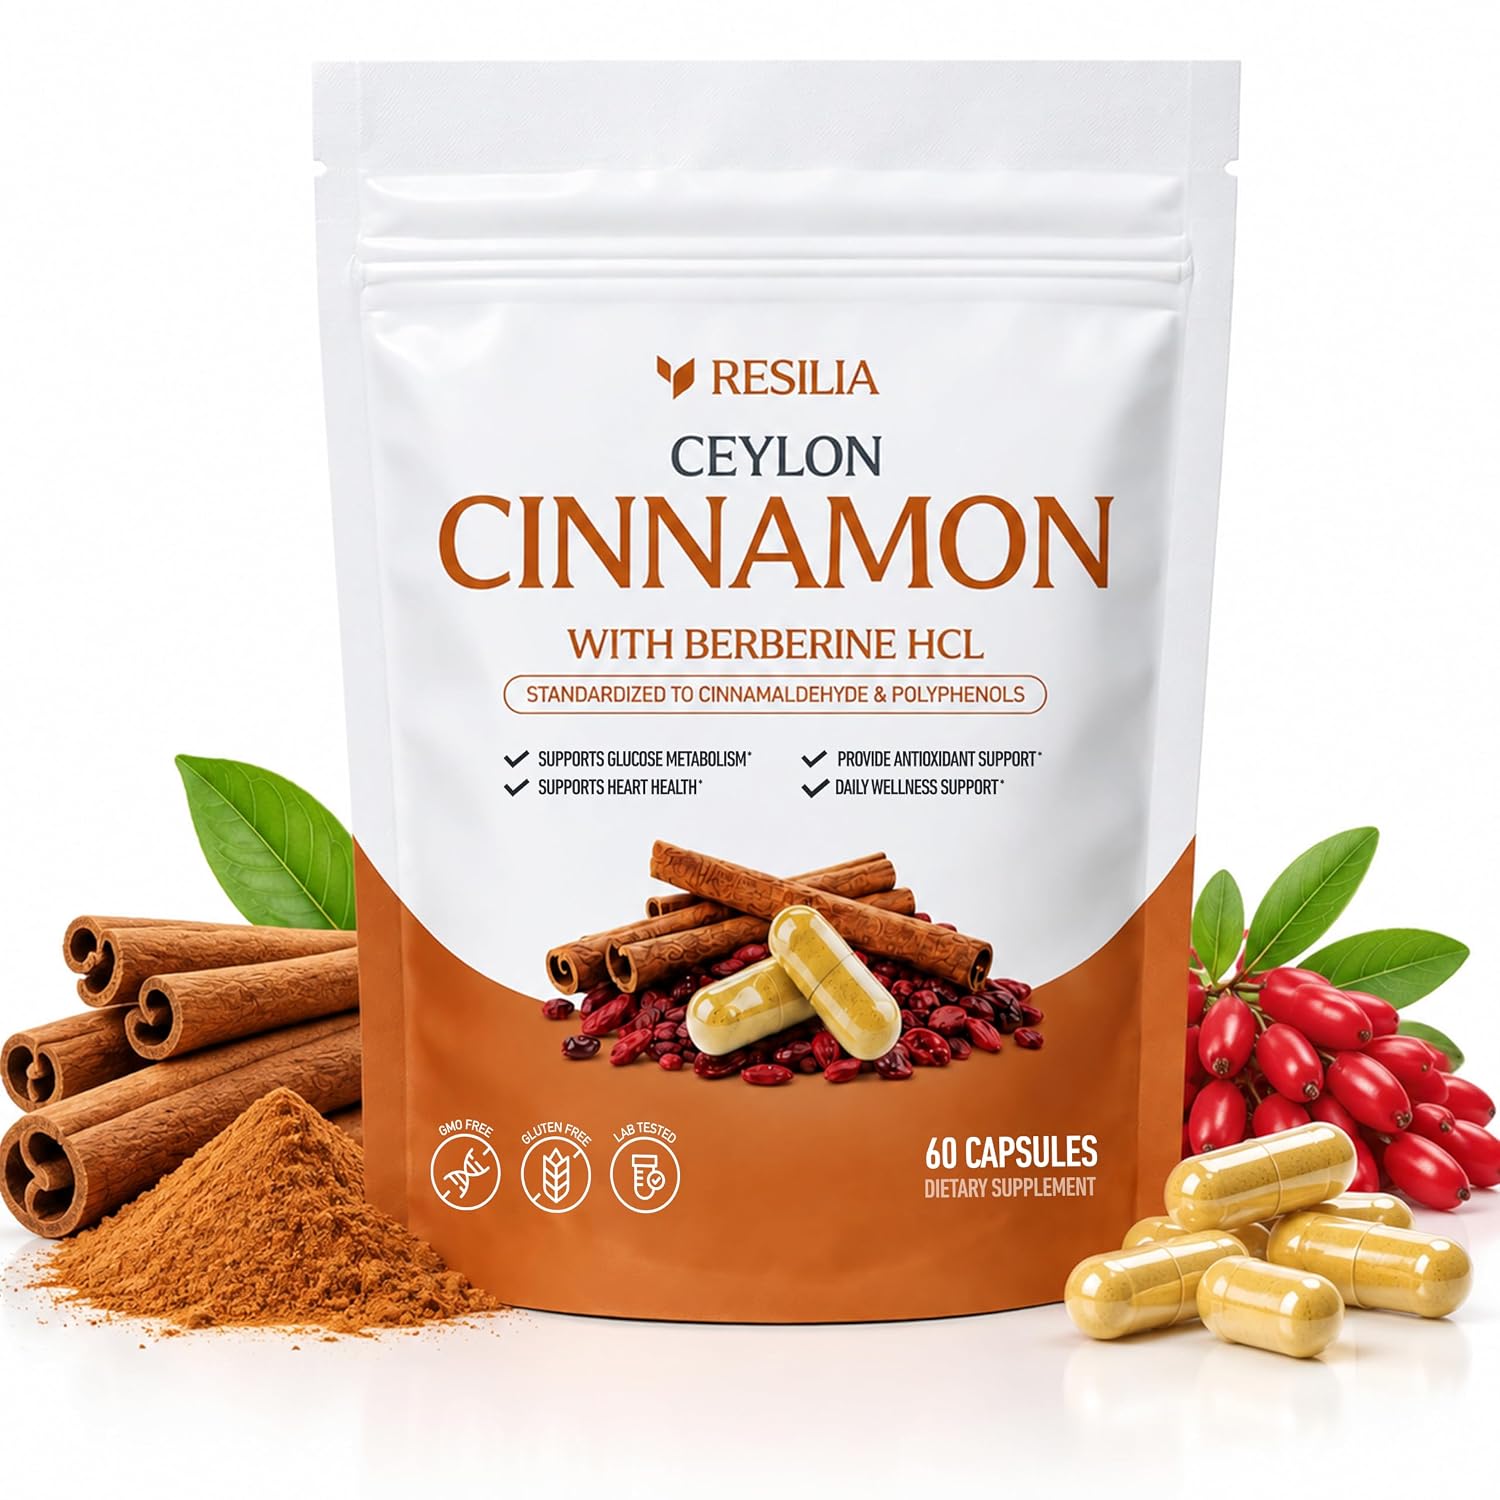 RESILIA
CEYLON
CINNAMON
WITH BERBERINE HCL
STANDARDIZED TO CINNAMALDEHYDE & POLYPHENOLS
SUPPORTS GLUCOSE METABOLISM*
PROVIDE ANTIOXIDANT SUPPORT*
SUPPORTS HEART HEALTH*
DAILY WELLNESS SUPPORT*
GMO FREE
GLUTEN FREE
LAB TESTED
60 CAPSULES
DIETARY SUPPLEMENT